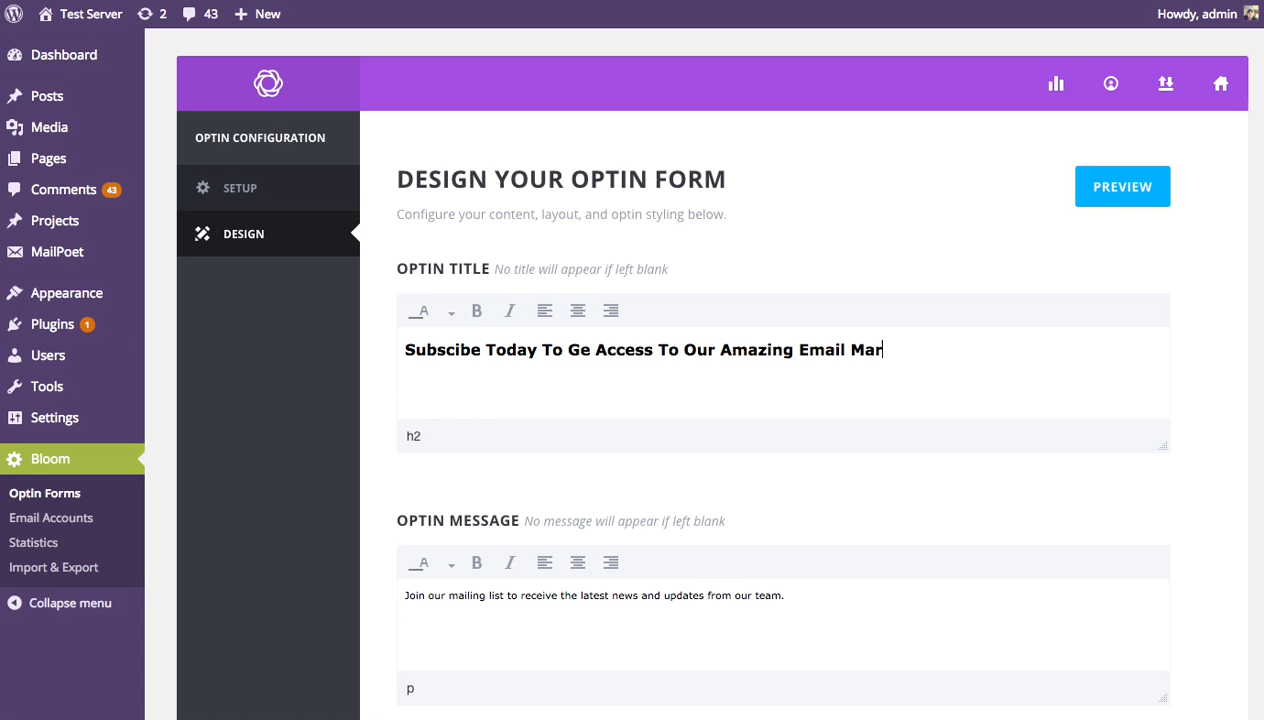 Test Server 2 43 New Howdy, admin
Dashboard
Posts
Media
Pages
Comments 43
Projects
MailPoet
Appearance
Plugins 1
Users
Tools
Settings
Bloom
Optin Forms
Email Accounts
Statistics
Import & Export
Collapse menu
OPTIN CONFIGURATION
SETUP
DESIGN
DESIGN YOUR OPTIN FORM
Configure your content, layout, and optin styling below.
PREVIEW
OPTIN TITLE No title will appear if left blank
A B I
Subscibe Today To Ge Access To Our Amazing Email Mar
h2
OPTIN MESSAGE No message will appear if left blank
A B I
Join our mailing list to receive the latest news and updates from our team.
p